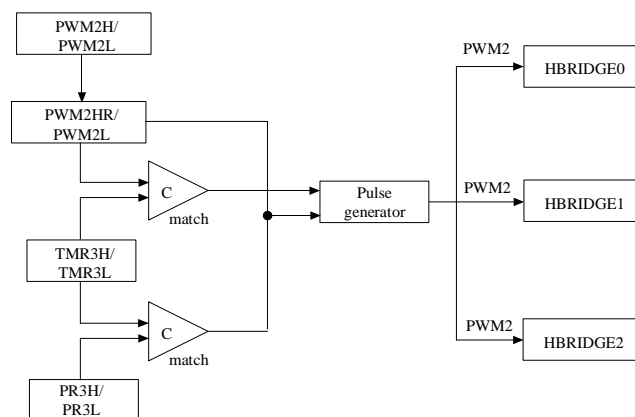 PWM2H/
PWM2L
PWM2
HBRIDGE0
PWM2HR/
PWM2L
C
match
Pulse
generator
PWM2
HBRIDGE1
TMR3H/
TMR3L
C
match
PWM2
HBRIDGE2
PR3H/
PR3L